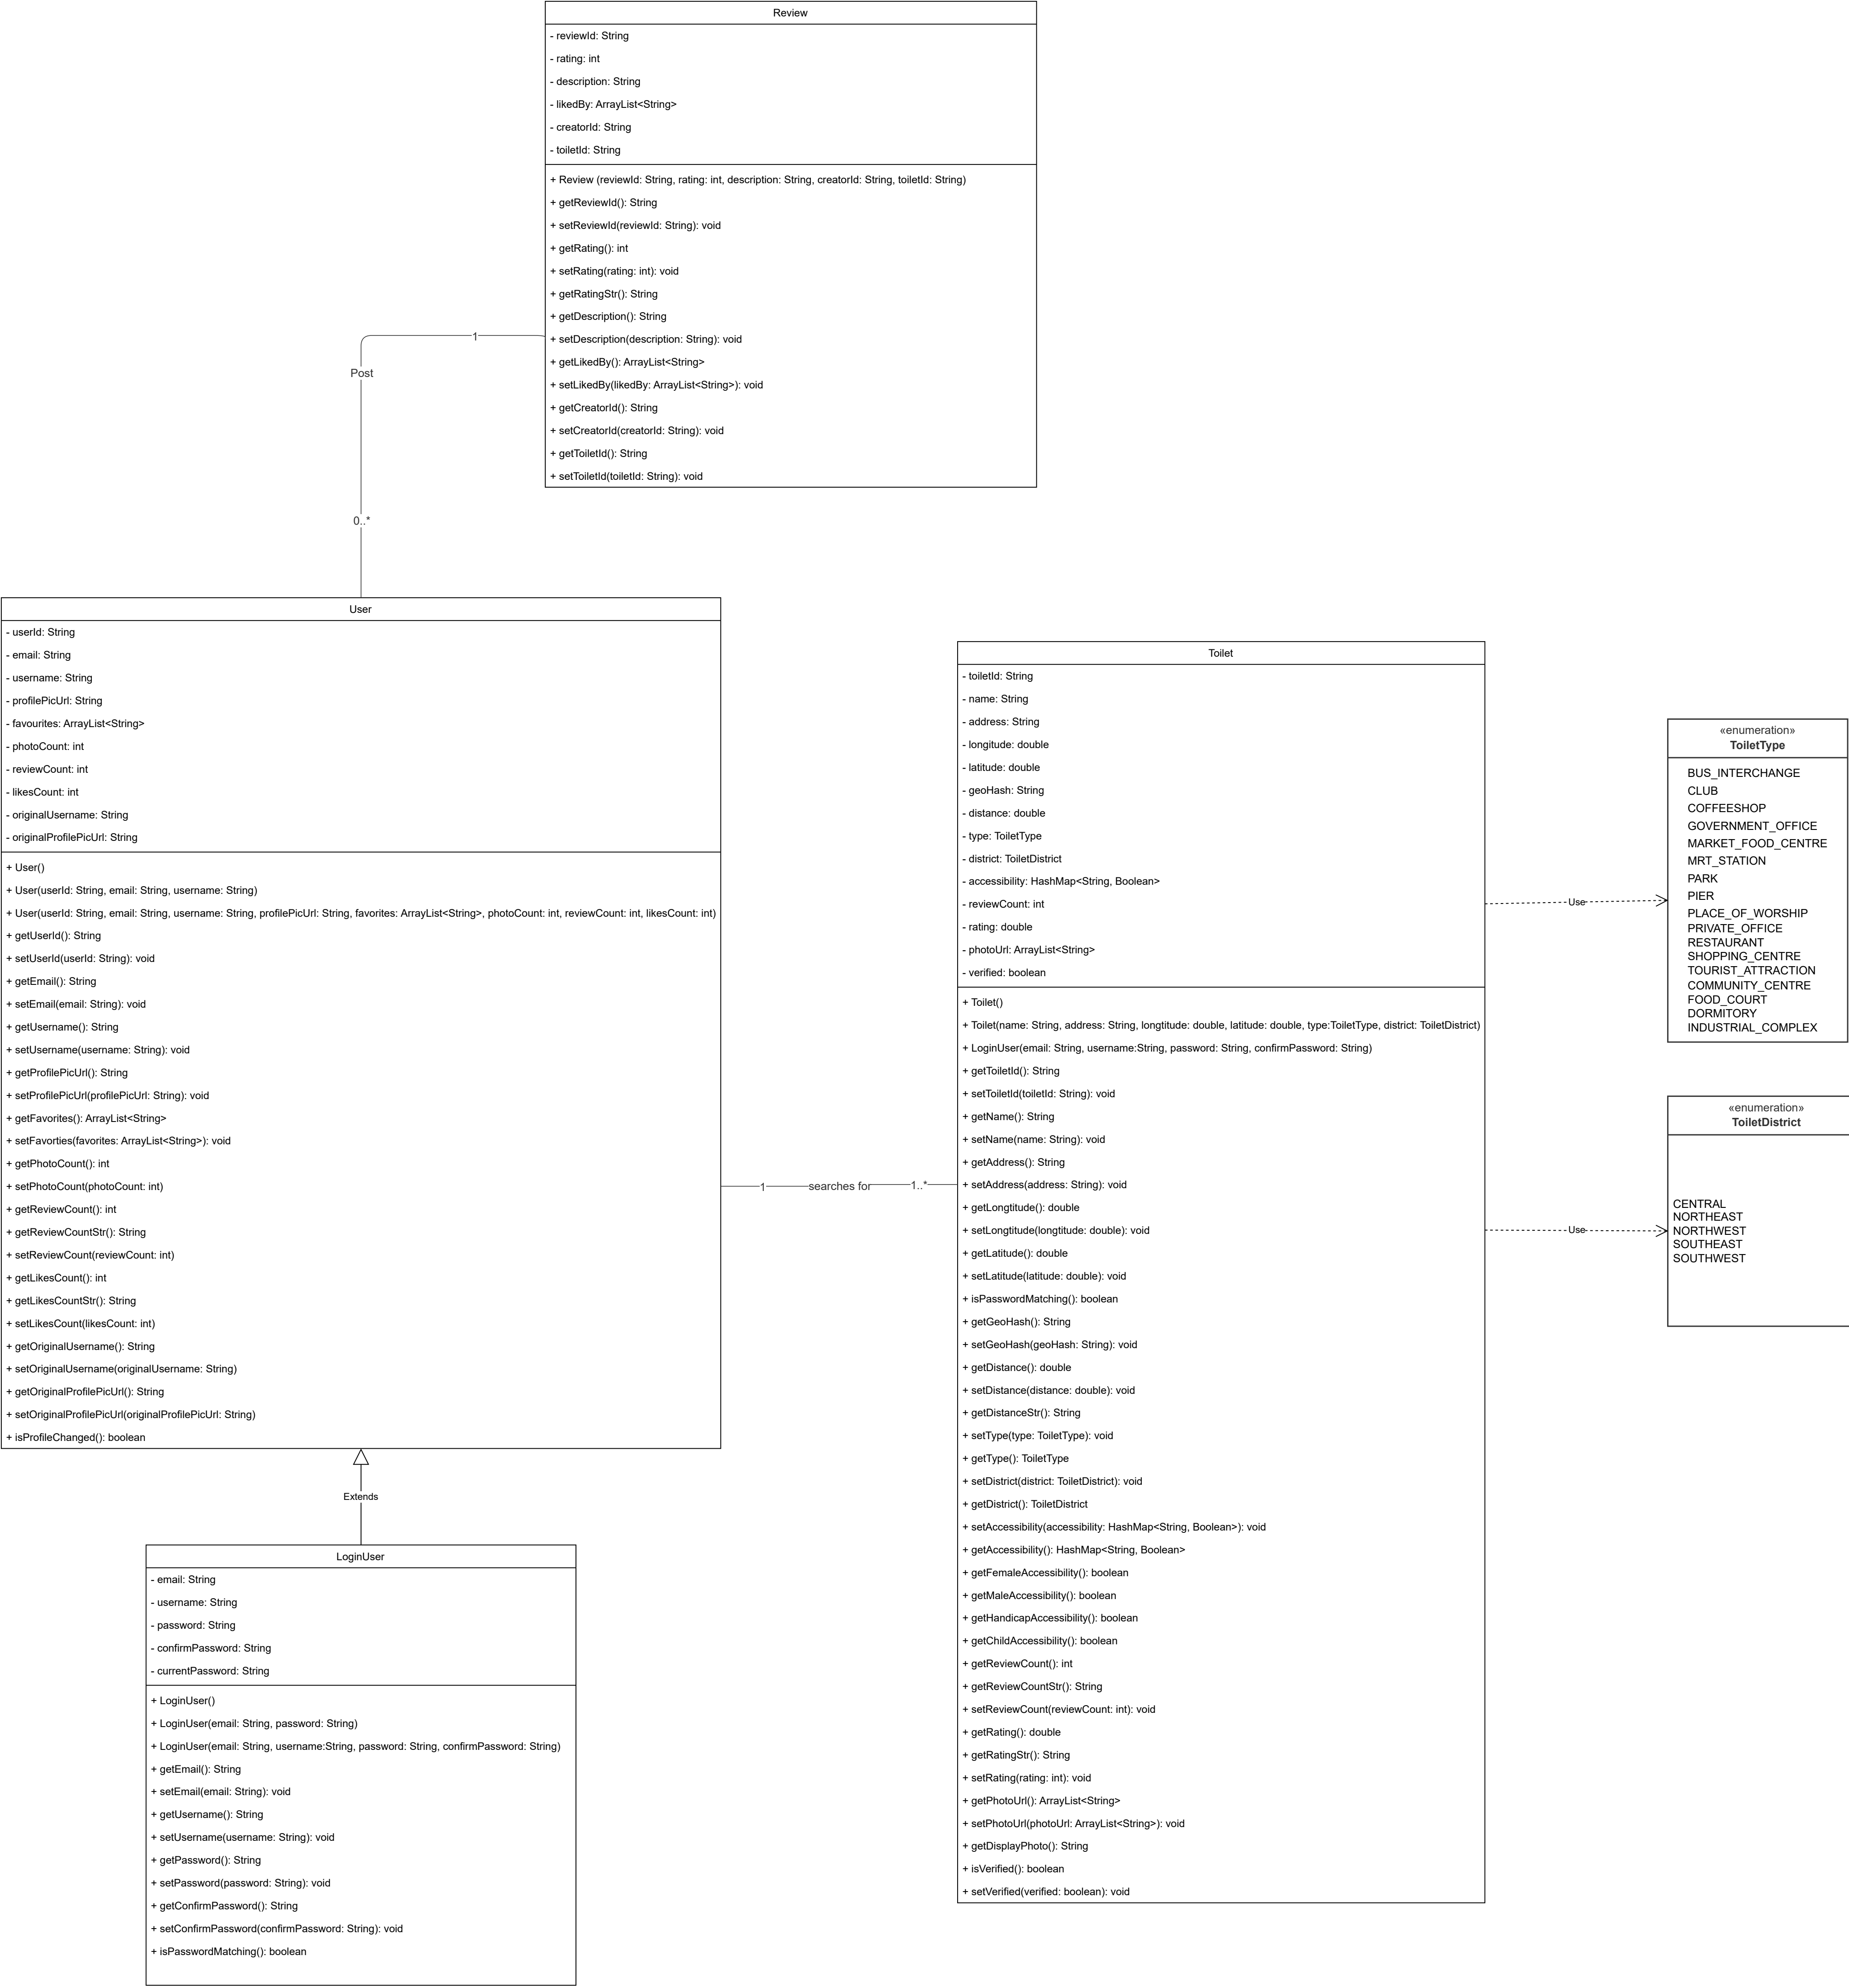 Review
- reviewId: String
- rating: int
- description: String
- likedBy: ArrayList<String>
- creatorId: String
- toiletId: String
+ Review (reviewId: String, rating: int, description: String, creatorId: String, toiletId: String)
+ getReviewId(): String
+ setReviewId(reviewId: String): void
+ getRating(): int
+ setRating(rating: int): void
+ getRatingStr(): String
+ getDescription(): String
+ setDescription(description: String): void
+ getLikedBy(): ArrayList<String>
+ setLikedBy(likedBy: ArrayList<String>): void
+ getCreatorId(): String
+ setCreatorId(creatorId: String): void
+ getToiletId(): String
+ setToiletId(toiletId: String): void
1
Post
0..*
User
- userId: String
- email: String
- username: String
- profilePicUrl: String
- favourites: ArrayList<String>
- photoCount: int
- reviewCount: int
- likesCount: int
- originalUsername: String
- originalProfilePicUrl: String
+ User()
+ User(userId: String, email: String, username: String)
+ User(userId: String, email: String, username: String, profilePicUrl: String, favorites: ArrayList<String>, photoCount: int, reviewCount: int, likesCount: int)
+ getUserId(): String
+ setUserId(userId: String): void
+ getEmail(): String
+ setEmail(email: String): void
+ getUsername(): String
+ setUsername(username: String): void
+ getProfilePicUrl(): String
+ setProfilePicUrl(profilePicUrl: String): void
+ getFavorites(): ArrayList<String>
+ setFavorties(favorites: ArrayList<String>): void
+ getPhotoCount(): int
+ setPhotoCount(photoCount: int)
+ getReviewCount(): int
+ getReviewCountStr(): String
+ setReviewCount(reviewCount: int)
+ getLikesCount(): int
+ getLikesCountStr(): String
+ setLikesCount(likesCount: int)
+ getOriginalUsername(): String
+ setOriginalUsername(originalUsername: String)
+ getOriginalProfilePicUrl(): String
+ setOriginalProfilePicUrl(originalProfilePicUrl: String)
+ isProfileChanged(): boolean
1
searches for
1..*
Extends
LoginUser
- email: String
- username: String
- password: String
- confirmPassword: String
- currentPassword: String
+ LoginUser()
+ LoginUser(email: String, password: String)
+ LoginUser(email: String, username:String, password: String, confirmPassword: String)
+ getEmail(): String
+ setEmail(email: String): void
+ getUsername(): String
+ setUsername(username: String): void
+ getPassword(): String
+ setPassword(password: String): void
+ getConfirmPassword(): String
+ setConfirmPassword(confirmPassword: String): void
+ isPasswordMatching(): boolean
Toilet
- toiletId: String
- name: String
- address: String
- longitude: double
- latitude: double
- geoHash: String
- distance: double
- type: ToiletType
- district: ToiletDistrict
- accessibility: HashMap<String, Boolean>
- reviewCount: int
- rating: double
- photoUrl: ArrayList<String>
- verified: boolean
+ Toilet()
+ Toilet(name: String, address: String, longtitude: double, latitude: double, type:ToiletType, district: ToiletDistrict)
+ LoginUser(email: String, username:String, password: String, confirmPassword: String)
+ getToiletId(): String
+ setToiletId(toiletId: String): void
+ getName(): String
+ setName(name: String): void
+ getAddress(): String
+ setAddress(address: String): void
+ getLongtitude(): double
+ setLongtitude(longtitude: double): void
+ getLatitude(): double
+ setLatitude(latitude: double): void
+ isPasswordMatching(): boolean
+ getGeoHash(): String
+ setGeoHash(geoHash: String): void
+ getDistance(): double
+ setDistance(distance: double): void
+ getDistanceStr(): String
+ setType(type: ToiletType): void
+ getType(): ToiletType
+ setDistrict(district: ToiletDistrict): void
+ getDistrict(): ToiletDistrict
+ setAccessibility(accessibility: HashMap<String, Boolean>): void
+ getAccessibility(): HashMap<String, Boolean>
+ getFemaleAccessibility(): boolean
+ getMaleAccessibility(): boolean
+ getHandicapAccessibility(): boolean
+ getChildAccessibility(): boolean
+ getReviewCount(): int
+ getReviewCountStr(): String
+ setReviewCount(reviewCount: int): void
+ getRating(): double
+ getRatingStr(): String
+ setRating(rating: int): void
+ getPhotoUrl(): ArrayList<String>
+ setPhotoUrl(photoUrl: ArrayList<String>): void
+ getDisplayPhoto(): String
+ isVerified(): boolean
+ setVerified(verified: boolean): void
Use
«enumeration»
ToiletType
BUS_INTERCHANGE
CLUB
COFFEESHOP
GOVERNMENT_OFFICE
MARKET_FOOD_CENTRE
MRT_STATION
PARK
PIER
PLACE_OF_WORSHIP
PRIVATE_OFFICE
RESTAURANT
SHOPPING_CENTRE
TOURIST_ATTRACTION
COMMUNITY_CENTRE
FOOD_COURT
DORMITORY
INDUSTRIAL_COMPLEX
Use
«enumeration»
ToiletDistrict
CENTRAL
NORTHEAST
NORTHWEST
SOUTHEAST
SOUTHWEST